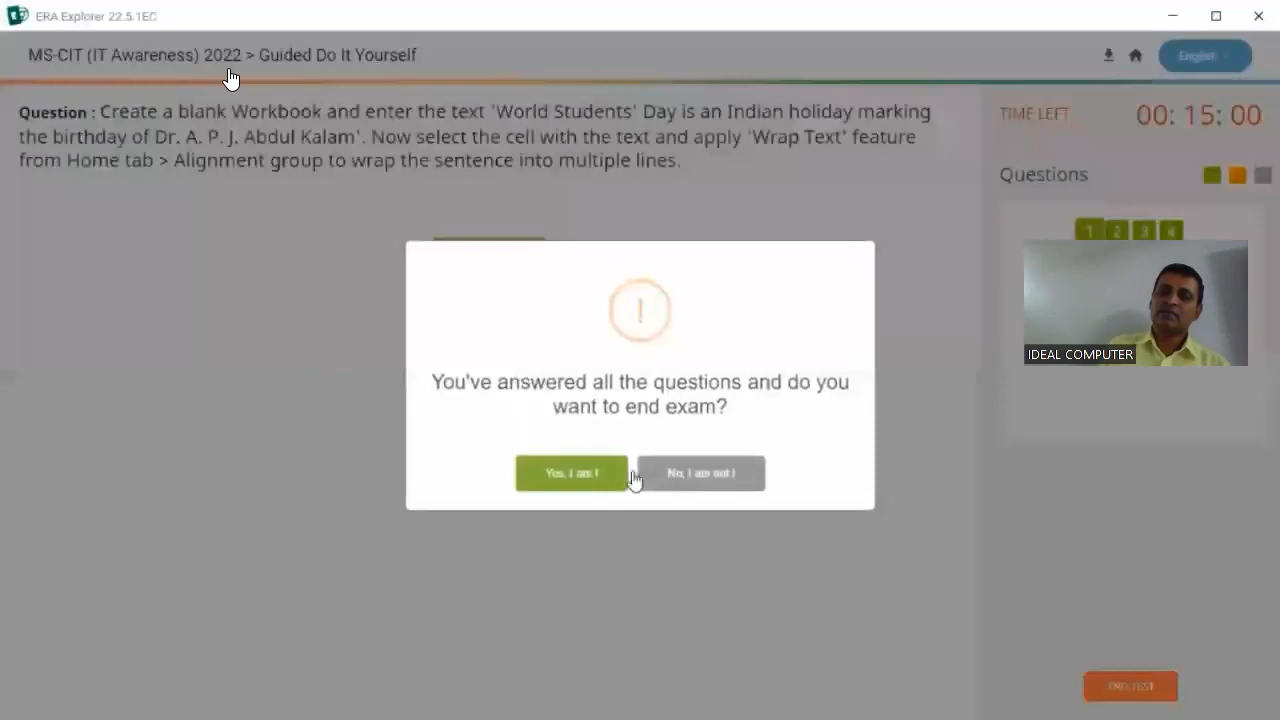 ERA Explorer 22.5.1EC
MS-CIT (IT Awareness) 2022 > Guided Do It Yourself
English
Question : Create a blank Workbook and enter the text 'World Students' Day is an Indian holiday marking
the birthday of Dr. A. P. J. Abdul Kalam'. Now select the cell with the text and apply 'Wrap Text' feature
from Home tab > Alignment group to wrap the sentence into multiple lines.
TIME LEFT
00: 15: 00
Questions
1 2 3 4
IDEAL COMPUTER
You've answered all the questions and do you
want to end exam?
Yes, I am !
No, I am not !
END TEST